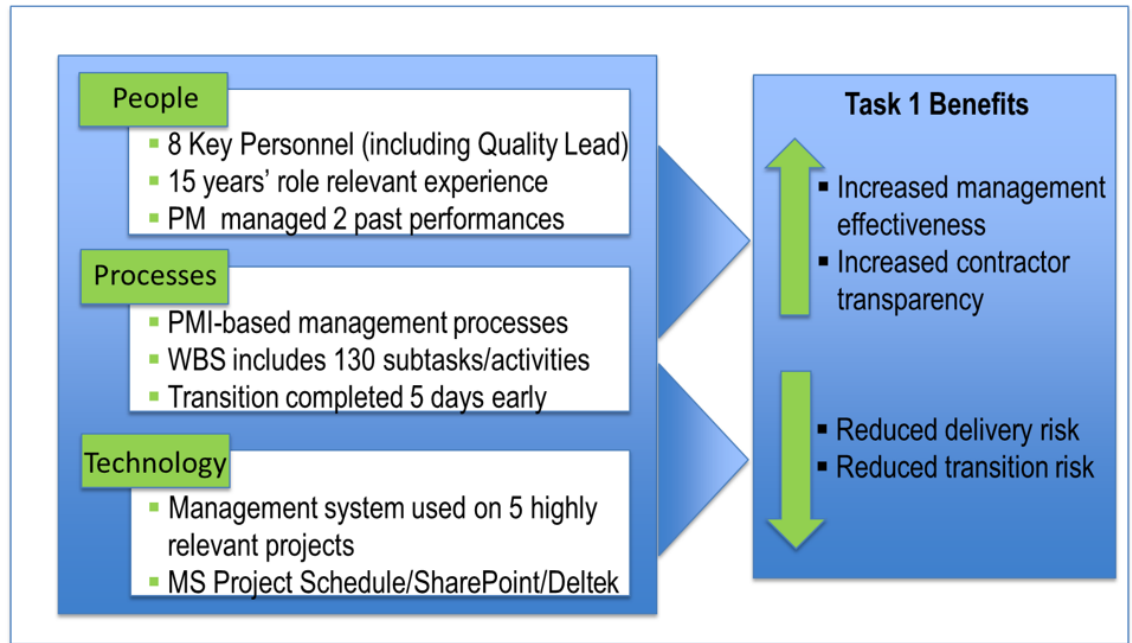 People
▪ 8 Key Personnel (including Quality Lead)
▪ 15 years’ role relevant experience
▪ PM  managed 2 past performances
Processes
▪ PMI-based management processes
▪ WBS includes 130 subtasks/activities
▪ Transition completed 5 days early
Technology
▪ Management system used on 5 highly
relevant projects
▪ MS Project Schedule/SharePoint/Deltek
Task 1 Benefits
▪ Increased management
effectiveness
▪ Increased contractor
transparency
▪ Reduced delivery risk
▪ Reduced transition risk